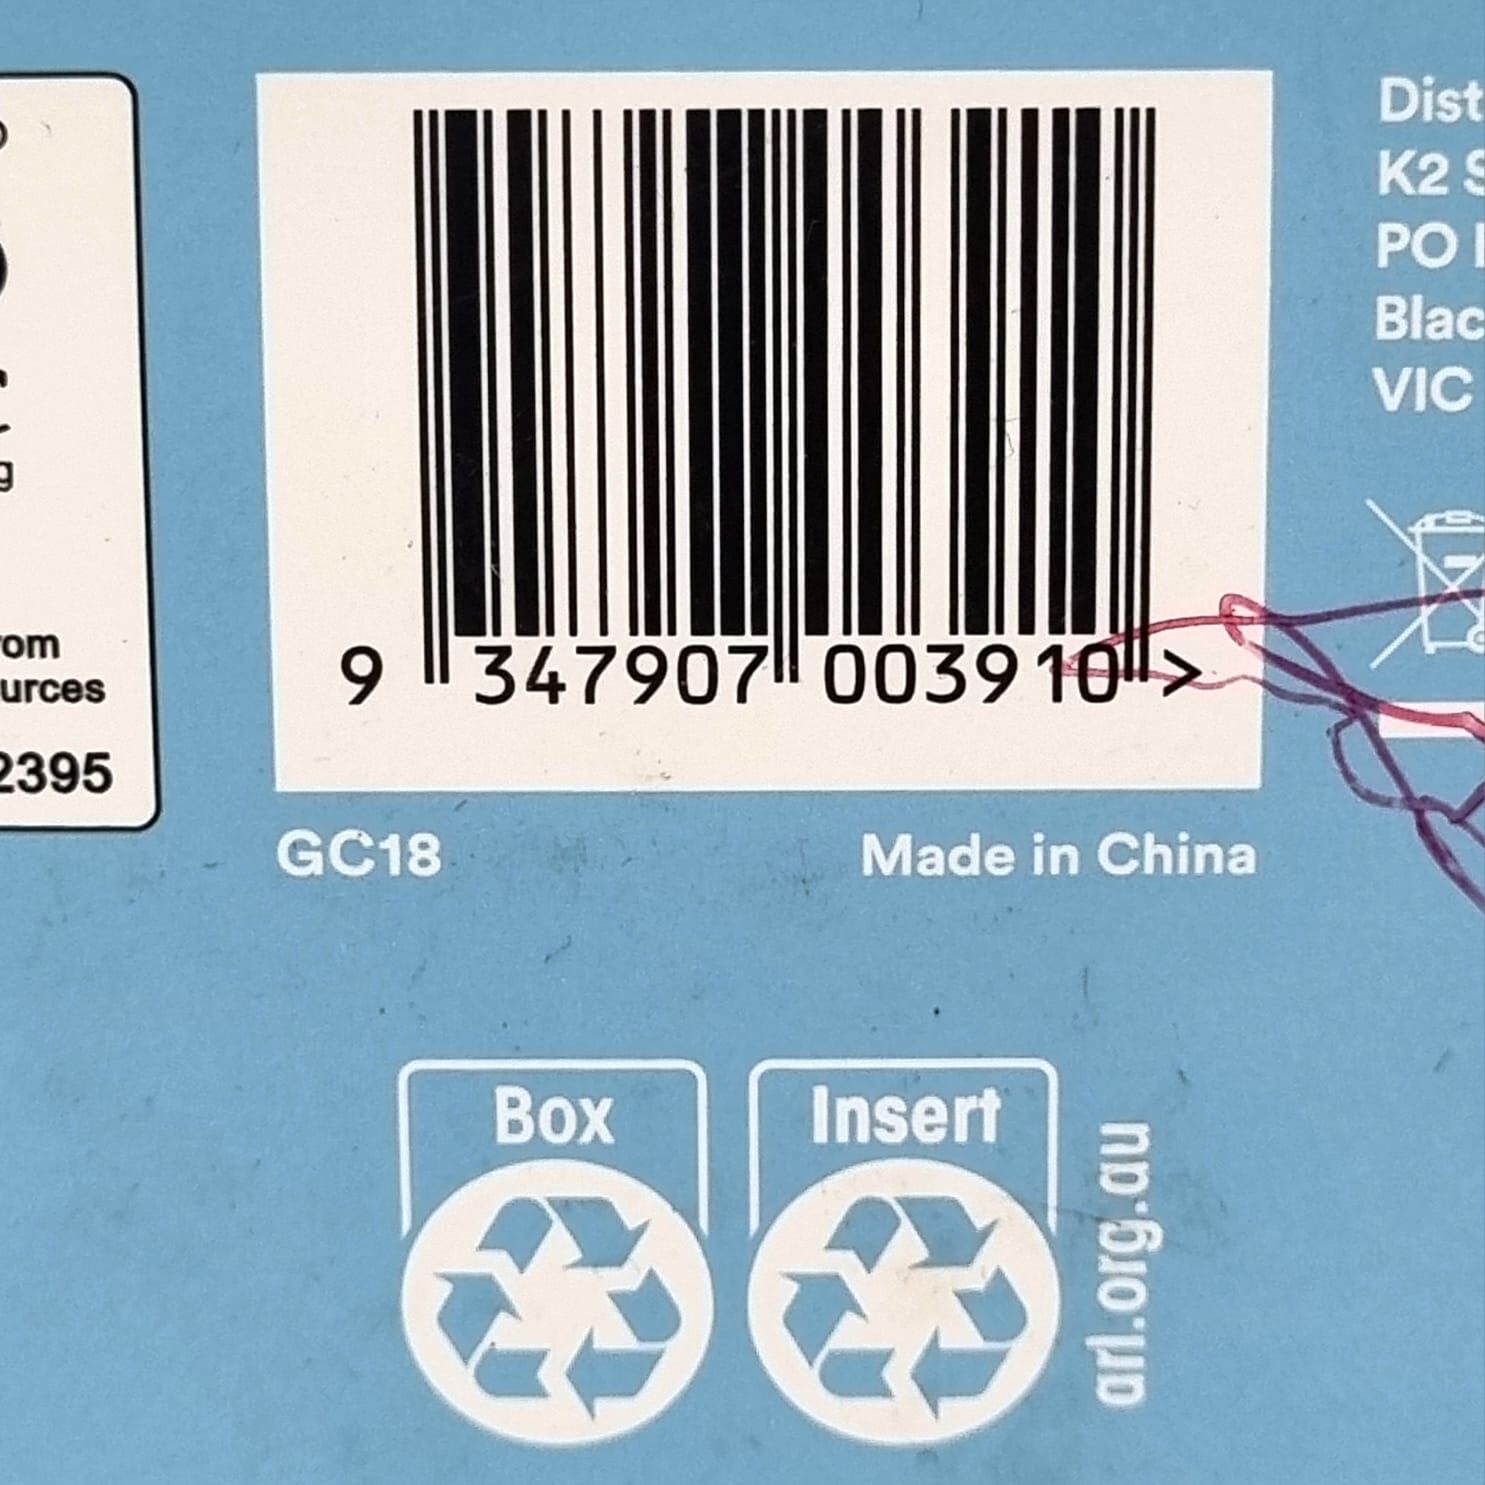 rom
urces
2395
9 347907 003910 >
GC18
Made in China
Dist
K2 S
PO
Blac
VIC
Box
Insert
arl.org.au